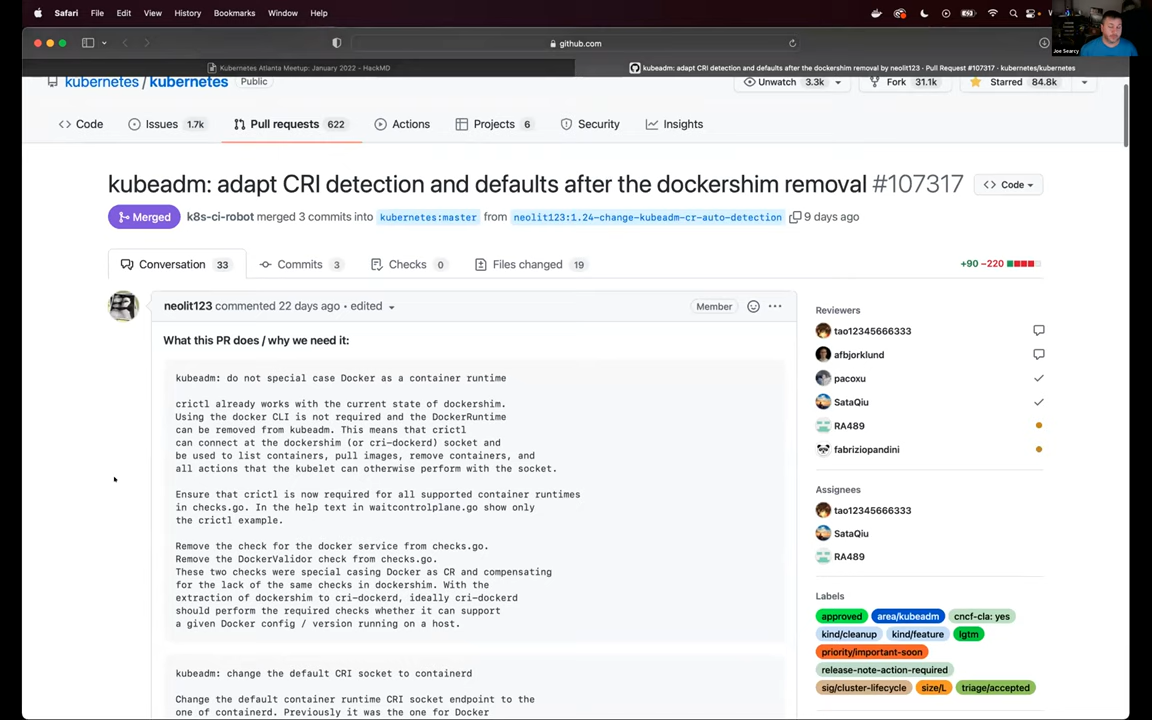 Safari File Edit View History Bookmarks Window Help
Joe Searcy
github.com
Kubernetes Atlanta Meetup: January 2022 - HackMD
kubeadm: adapt CRI detection and defaults after the dockershim removal by neolit123 · Pull Request #107317 · kubernetes/kubernetes
kubernetes / kubernetes Public
Unwatch 3.3k Fork 31.1k Starred 84.8k
Code Issues 1.7k Pull requests 622 Actions Projects 6 Security Insights
kubeadm: adapt CRI detection and defaults after the dockershim removal #107317
Code
Merged k8s-ci-robot merged 3 commits into kubernetes:master from neolit123:1.24-change-kubeadm-cr-auto-detection 9 days ago
Conversation 33 Commits 3 Checks 0 Files changed 19 +90 −220
neolit123 commented 22 days ago • edited Member
What this PR does / why we need it:
kubeadm: do not special case Docker as a container runtime
crictl already works with the current state of dockershim.
Using the docker CLI is not required and the DockerRuntime
can be removed from kubeadm. This means that crictl
can connect at the dockershim (or cri-dockerd) socket and
be used to list containers, pull images, remove containers, and
all actions that the kubelet can otherwise perform with the socket.
Ensure that crictl is now required for all supported container runtimes
in checks.go. In the help text in waitcontrolplane.go show only
the crictl example.
Remove the check for the docker service from checks.go.
Remove the DockerValidor check from checks.go.
These two checks were special casing Docker as CR and compensating
for the lack of the same checks in dockershim. With the
extraction of dockershim to cri-dockerd, ideally cri-dockerd
should perform the required checks whether it can support
a given Docker config / version running on a host.
kubeadm: change the default CRI socket to containerd
Change the default container runtime CRI socket endpoint to the
one of containerd. Previously it was the one for Docker
Reviewers
tao12345666333
afbjorklund
pacoxu
SataQiu
RA489
fabriziopandini
Assignees
tao12345666333
SataQiu
RA489
Labels
approved area/kubeadm cncf-cla: yes
kind/cleanup kind/feature lgtm
priority/important-soon
release-note-action-required
sig/cluster-lifecycle size/L triage/accepted